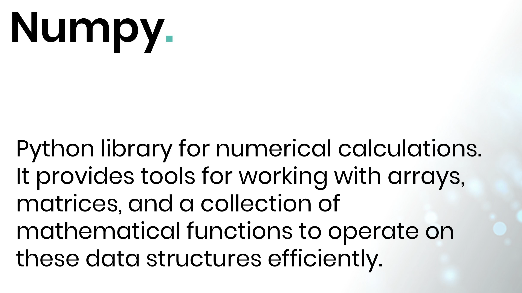 Numpy.
Python library for numerical calculations.
It provides tools for working with arrays,
matrices, and a collection of
mathematical functions to operate on
these data structures efficiently.